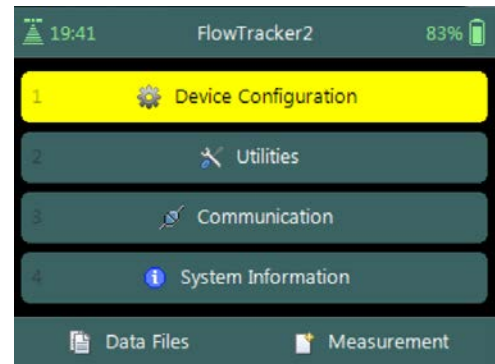 19:41 FlowTracker2 83%
1 Device Configuration
2 Utilities
3 Communication
4 System Information
Data Files Measurement